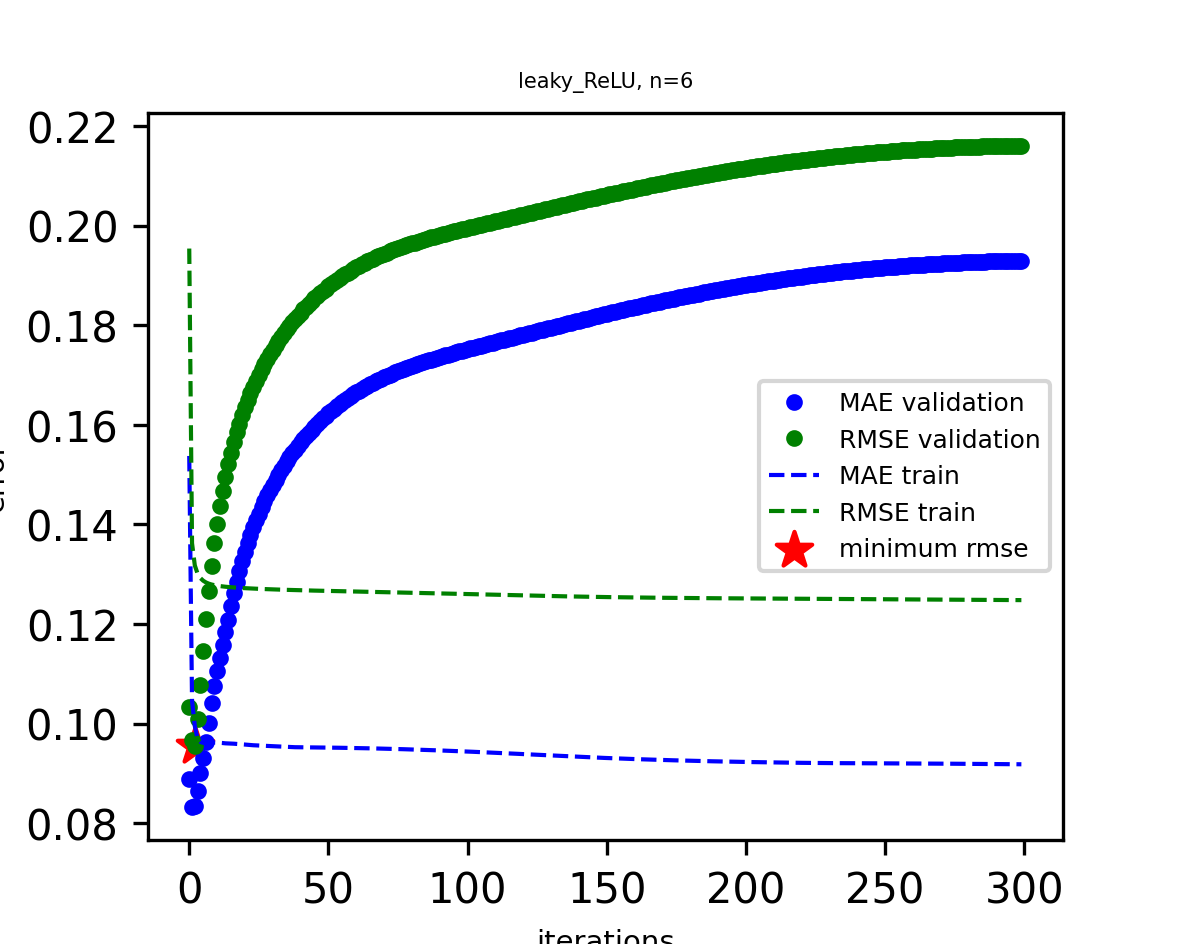 leaky_ReLU, n=6
0.22
0.20
0.18
0.16
0.14
0.12
0.10
0.08
MAE validation
RMSE validation
MAE train
RMSE train
minimum rmse
0 50 100 150 200 250 300
iterations